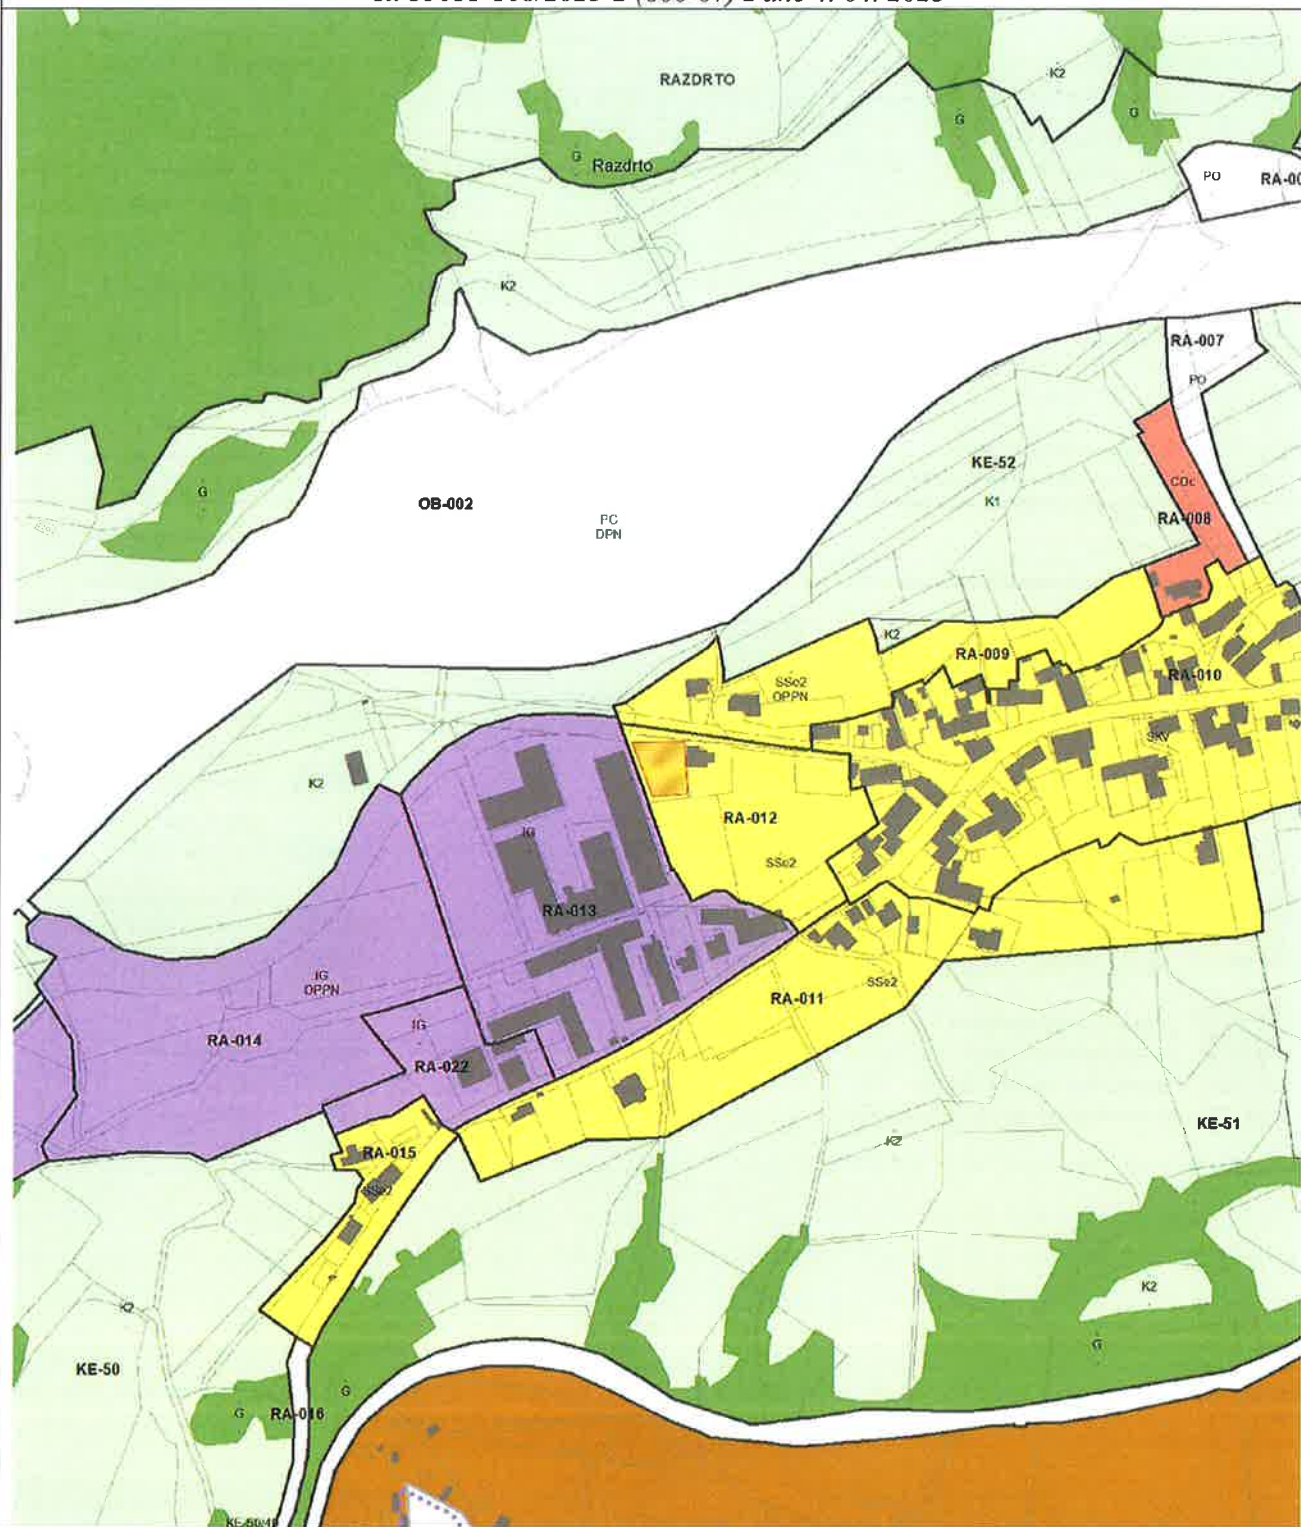 RAZDRTO
K2
G
G
G
Razdrto
PO
K2
RA-007
PO
KE-52
G
OB-002
K1
PC
DPN
RA-008
K2
RA-009
SSe2
OPPN
RA-010
SKv
K2
RA-012
SSe2
IG
RA-013
IG
OPPN
SSe2
RA-011
IG
RA-014
RA-022
KE-51
K2
RA-015
SSe2
K2
K2
G
KE-50
G
G
RA-016